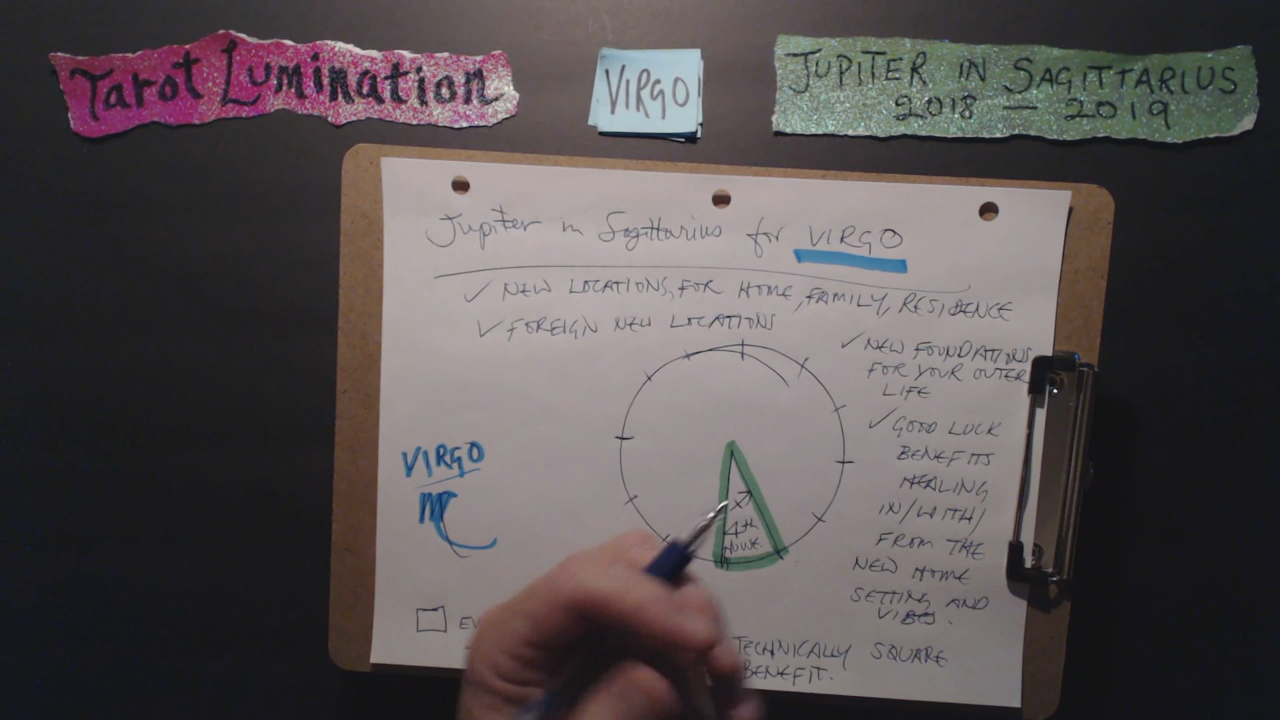 Tarot Lumination
VIRGO
JUPITER IN SAGITTARIUS
2018 — 2019
Jupiter in Sagittarius for VIRGO
✓ NEW LOCATIONS, FOR HOME, FAMILY, RESIDENCE
✓ FOREIGN NEW LOCATIONS
✓ NEW FOUNDATIONS
FOR YOUR OUTER
LIFE
✓ GOOD LUCK
BENEFITS
HEALING
IN/WITH/
FROM THE
NEW HOME
SETTING AND
VIBES.
VIRGO
♍
♐
4th
HOUSE.
TECHNICALLY SQUARE
BENEFIT.